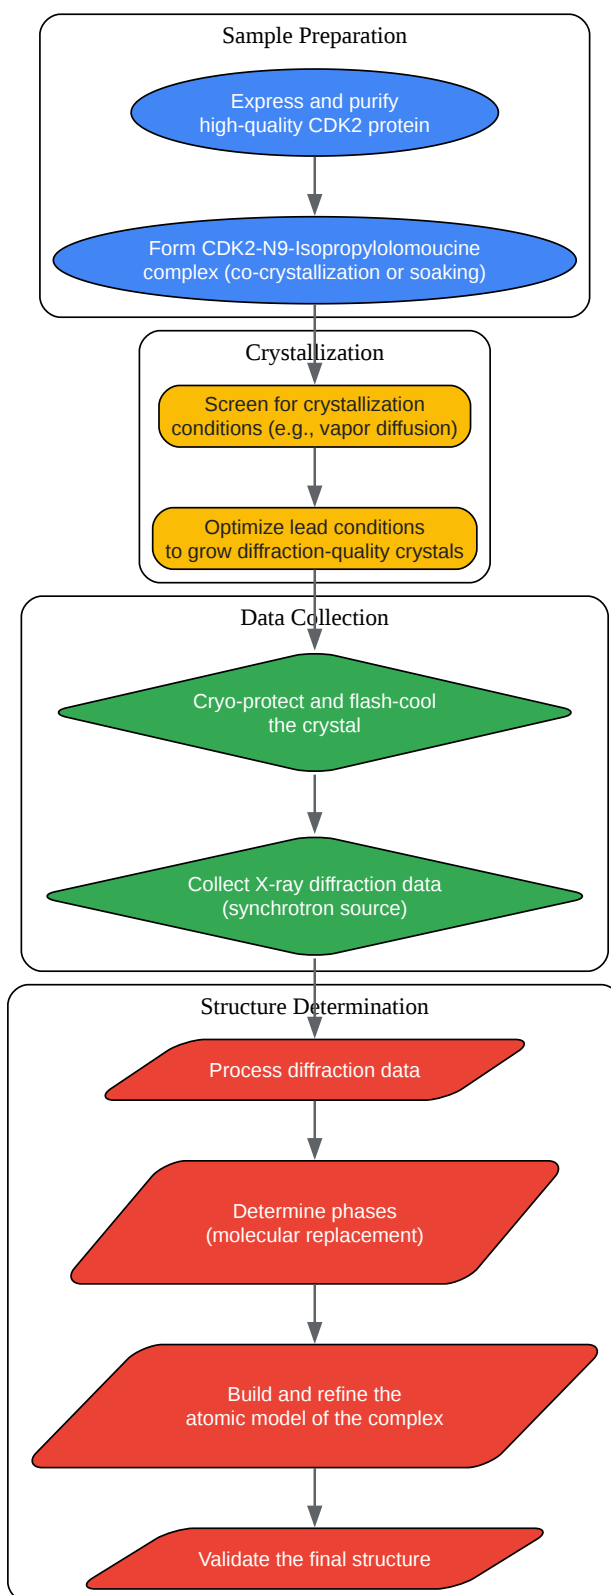 Sample Preparation
Express and purify
high-quality CDK2 protein
Form CDK2-N9-Isopropylolomoucine
complex (co-crystallization or soaking)
Crystallization
Screen for crystallization
conditions (e.g., vapor diffusion)
Optimize lead conditions
to grow diffraction-quality crystals
Data Collection
Cryo-protect and flash-cool
the crystal
Collect X-ray diffraction data
(synchrotron source)
Structure Determination
Process diffraction data
Determine phases
(molecular replacement)
Build and refine the
atomic model of the complex
Validate the final structure